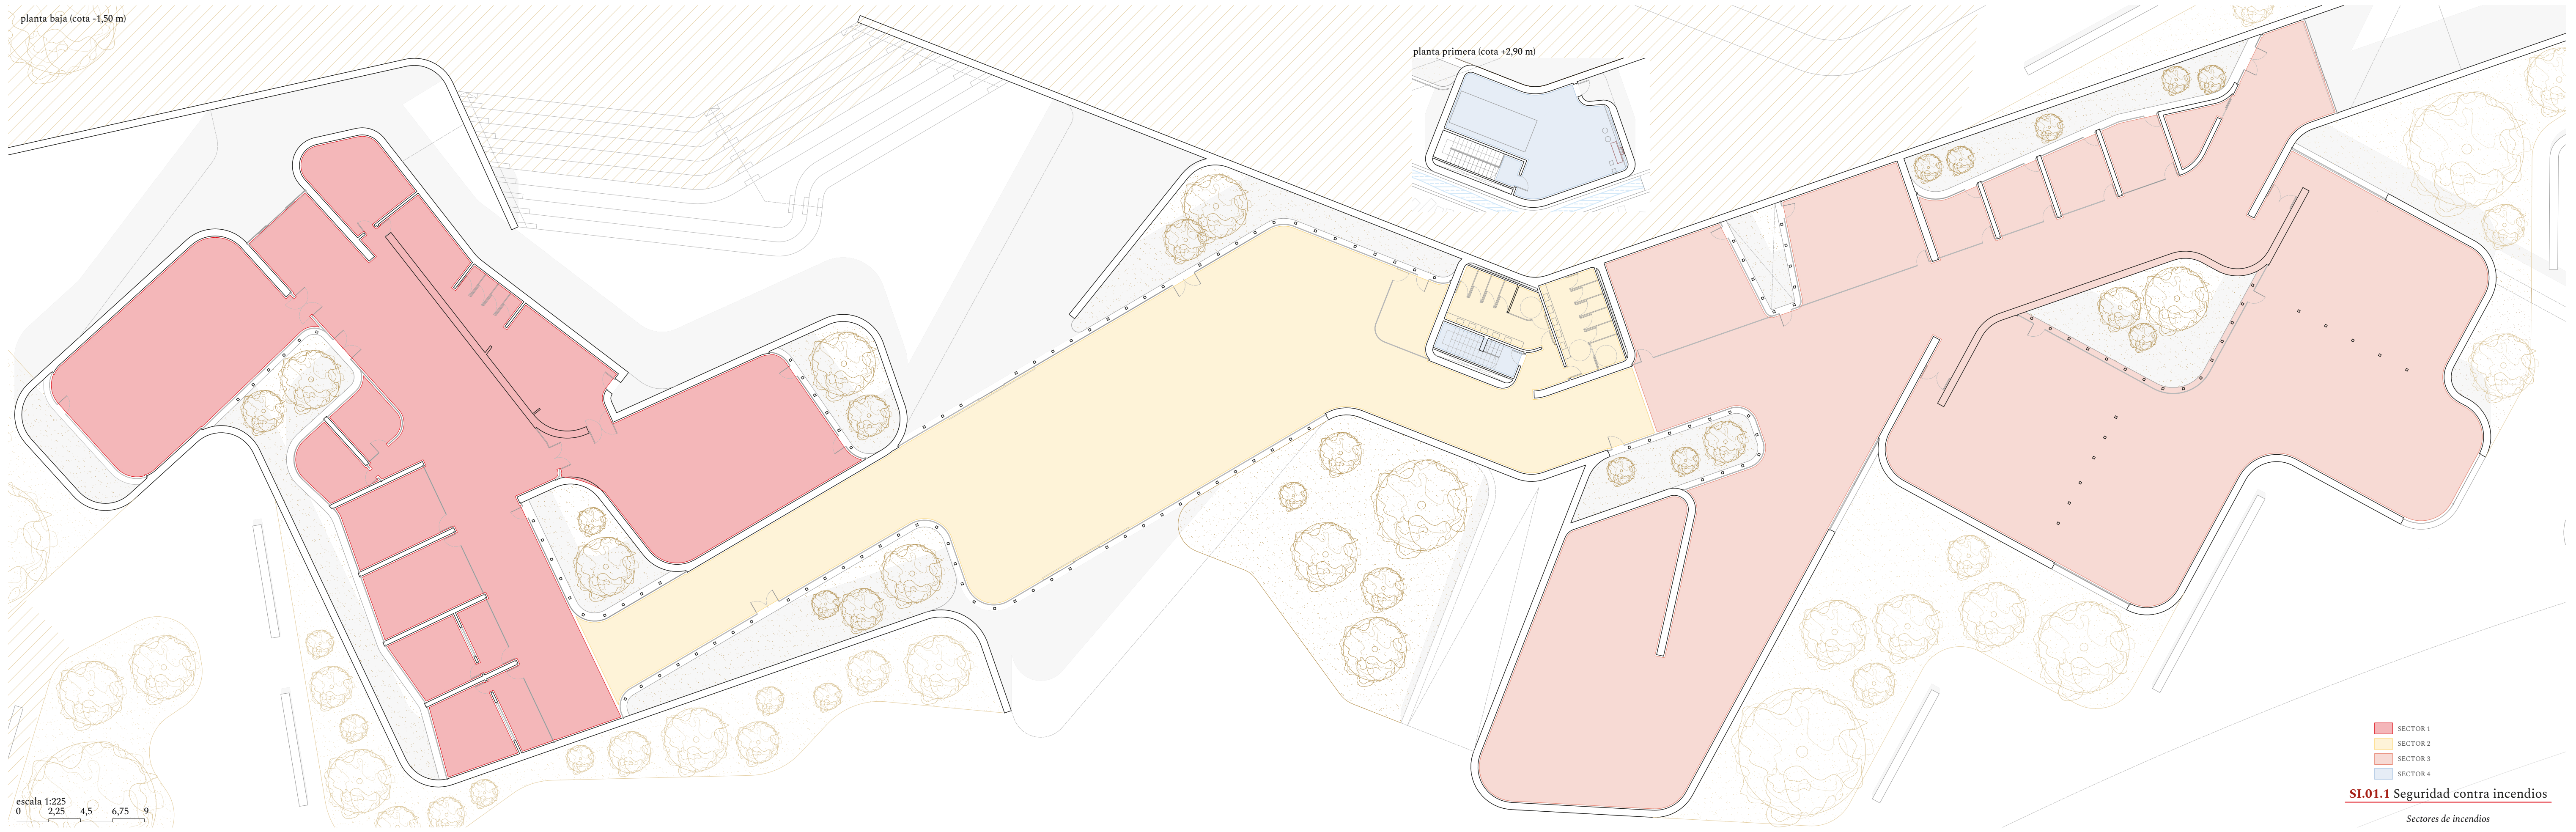 planta baja (cota -1,50 m)
planta primera (cota +2,90 m)
SECTOR 1
SECTOR 2
SECTOR 3
SECTOR 4
SI.01.1 Seguridad contra incendios
Sectores de incendios
escala 1:225
0 2,25 4,5 6,75 9